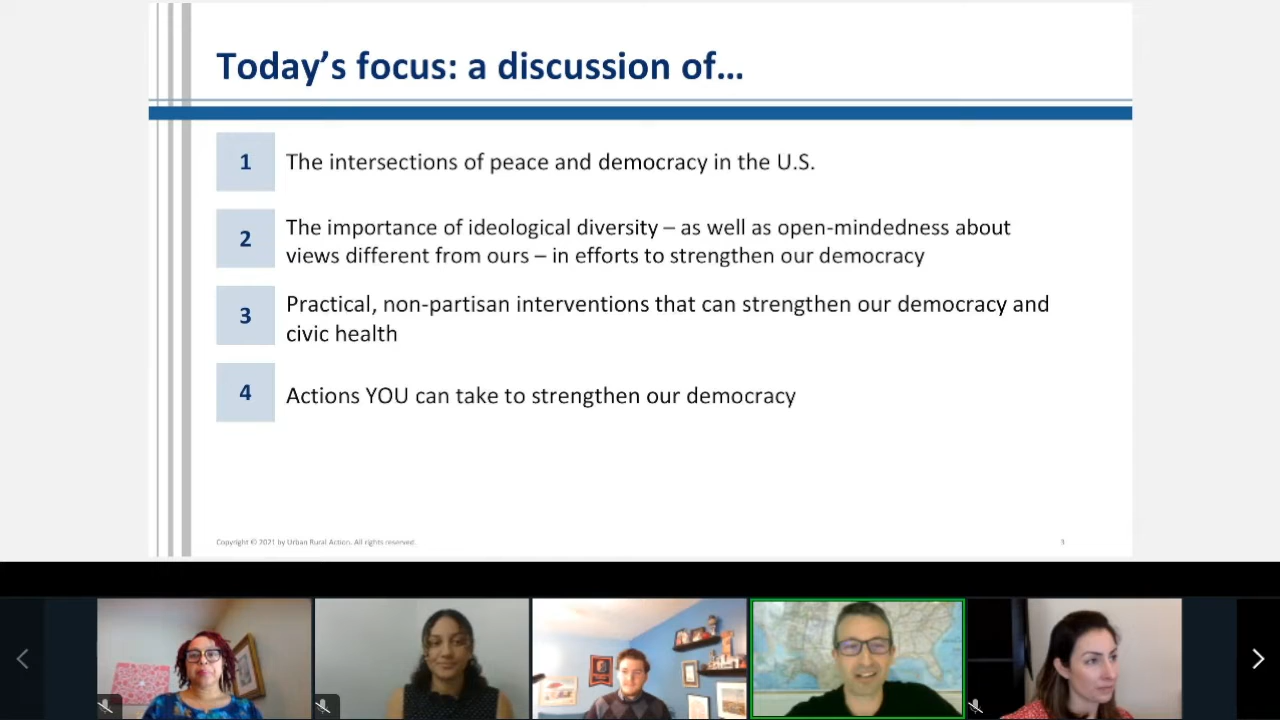 Today’s focus: a discussion of…
1
The intersections of peace and democracy in the U.S.
2
The importance of ideological diversity – as well as open-mindedness about
views different from ours – in efforts to strengthen our democracy
3
Practical, non-partisan interventions that can strengthen our democracy and
civic health
4
Actions YOU can take to strengthen our democracy
Copyright © 2021 by Urban Rural Action. All rights reserved.
3